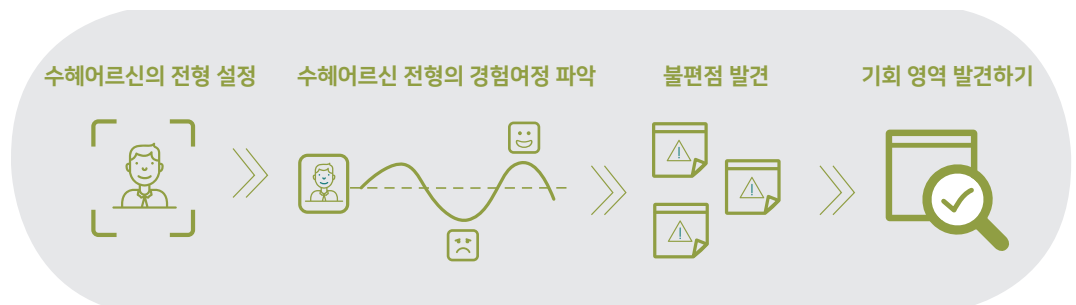 수혜어르신의 전형 설정
수혜어르신 전형의 경험여정 파악
불편점 발견
기회 영역 발견하기